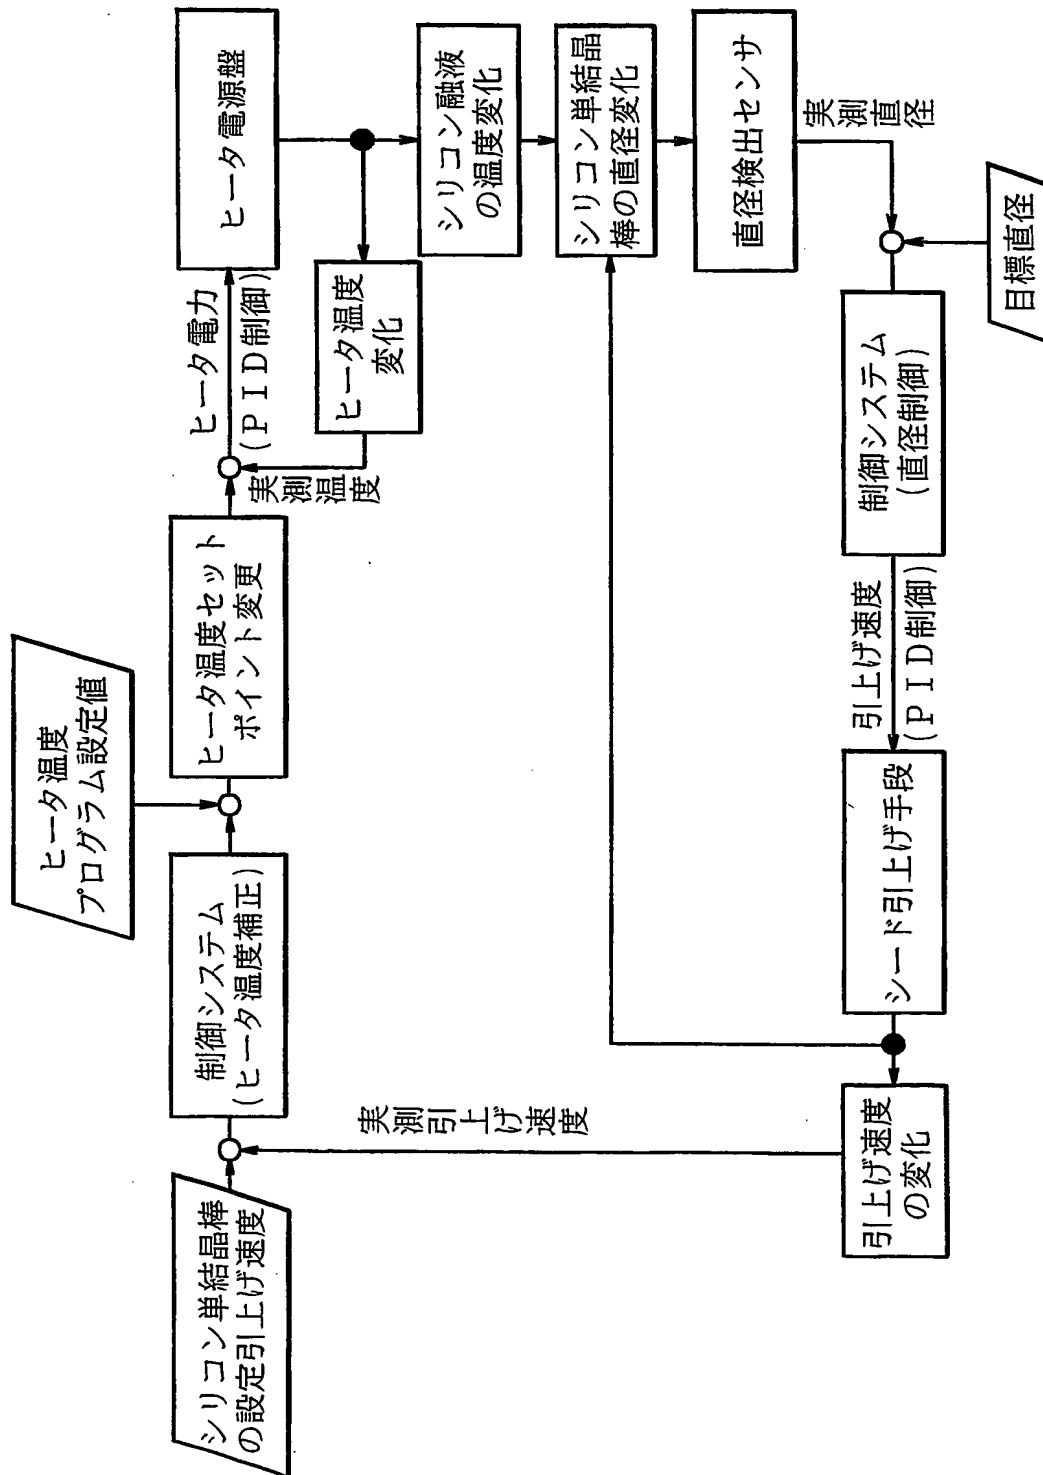 シリコン単結晶棒
の設定引上げ速度
制御システム
(ヒータ温度補正)
ヒータ温度
プログラム設定値
ヒータ温度セット
ポイント変更
ヒータ電力
(PID制御)
ヒータ電源盤
実測
温度
ヒータ温度
変化
シリコン融液
の温度変化
シリコン単結晶
棒の直径変化
直径検出センサ
実測
直径
目標直径
制御システム
(直径制御)
引上げ速度
(PID制御)
シード引上げ手段
引上げ速度
の変化
実測引上げ速度